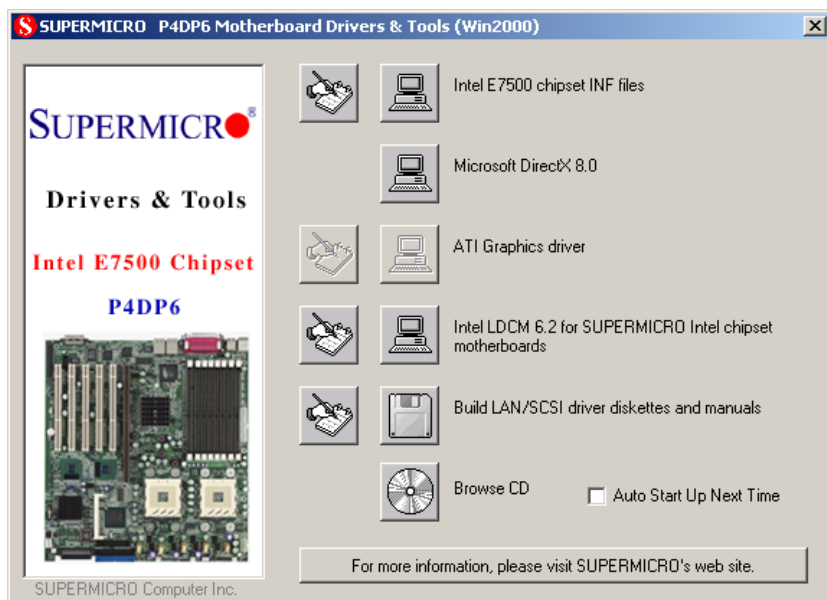 SUPERMICRO P4DP6 Motherboard Drivers & Tools (Win2000)
SUPERMICRO®
Drivers & Tools
Intel E7500 Chipset
P4DP6
SUPERMICRO Computer Inc.
Intel E7500 chipset INF files
Microsoft DirectX 8.0
ATI Graphics driver
Intel LDCM 6.2 for SUPERMICRO Intel chipset
motherboards
Build LAN/SCSI driver diskettes and manuals
Browse CD
Auto Start Up Next Time
For more information, please visit SUPERMICRO's web site.